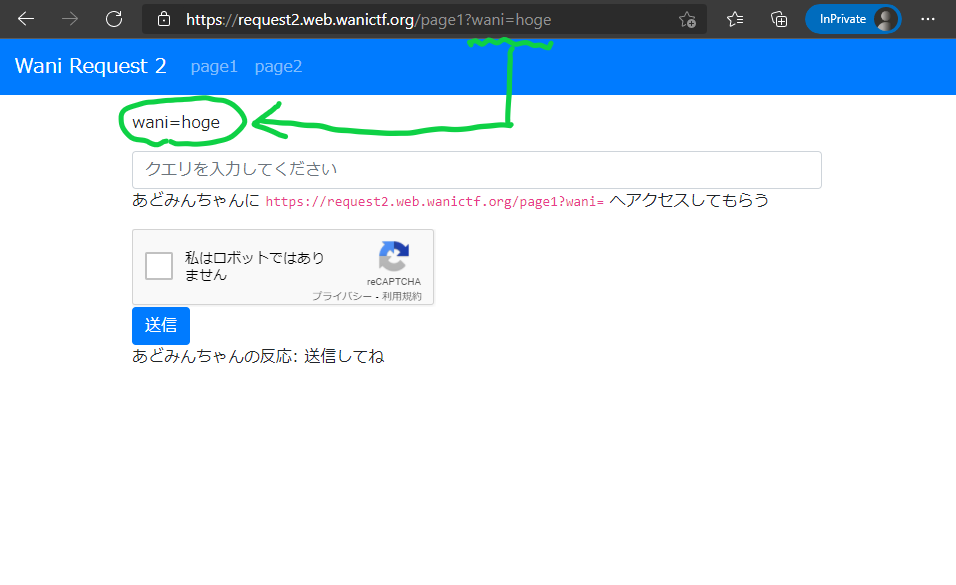 https://request2.web.wanictf.org/page1?wani=hoge
InPrivate
Wani Request 2 page1 page2
wani=hoge
クエリを入力してください
あどみんちゃんに https://request2.web.wanictf.org/page1?wani= へアクセスしてもらう
私はロボットではあり
ません
reCAPTCHA
プライバシー - 利用規約
送信
あどみんちゃんの反応: 送信してね